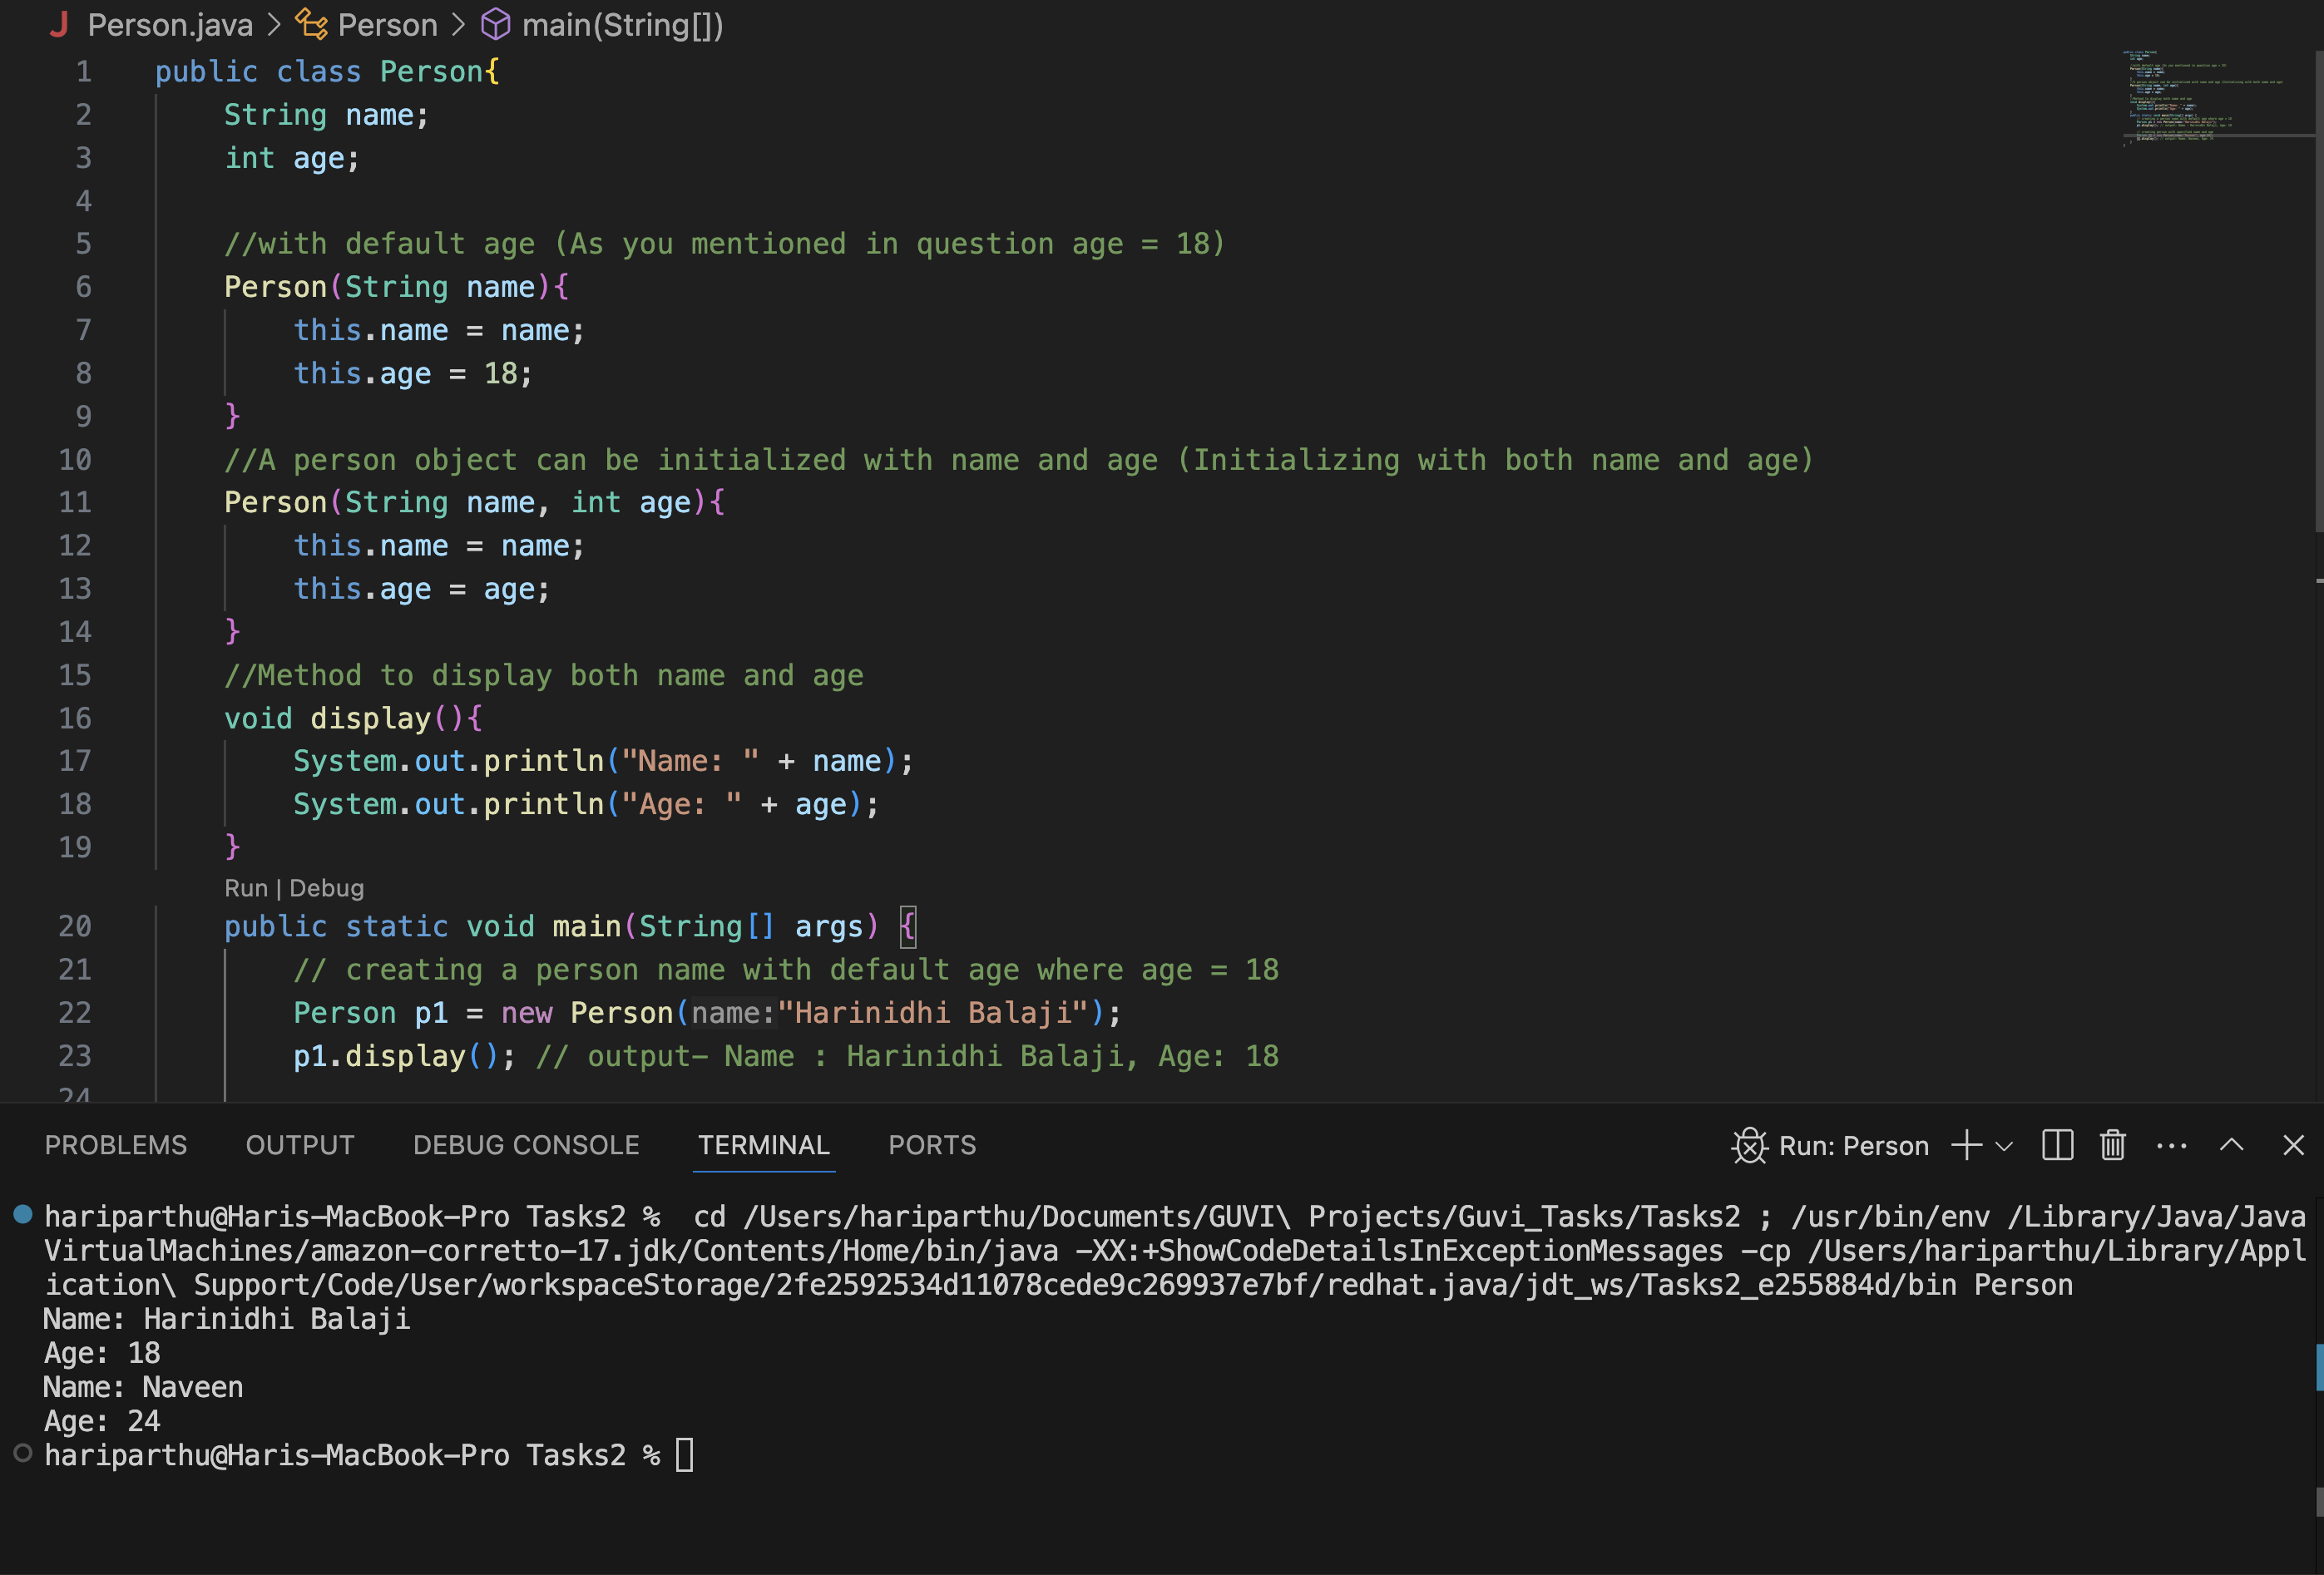 Person.java > Person > main(String[])
1 public class Person{
2 String name;
3 int age;
4
5 //with default age (As you mentioned in question age = 18)
6 Person(String name){
7 this.name = name;
8 this.age = 18;
9 }
10 //A person object can be initialized with name and age (Initializing with both name and age)
11 Person(String name, int age){
12 this.name = name;
13 this.age = age;
14 }
15 //Method to display both name and age
16 void display(){
17 System.out.println("Name: " + name);
18 System.out.println("Age: " + age);
19 }
Run | Debug
20 public static void main(String[] args) {
21 // creating a person name with default age where age = 18
22 Person p1 = new Person(name:"Harinidhi Balaji");
23 p1.display(); // output- Name : Harinidhi Balaji, Age: 18
24
PROBLEMS OUTPUT DEBUG CONSOLE TERMINAL PORTS Run: Person
hariparthu@Haris-MacBook-Pro Tasks2 %  cd /Users/hariparthu/Documents/GUVI\ Projects/Guvi_Tasks/Tasks2 ; /usr/bin/env /Library/Java/Java
VirtualMachines/amazon-corretto-17.jdk/Contents/Home/bin/java -XX:+ShowCodeDetailsInExceptionMessages -cp /Users/hariparthu/Library/Appl
ication\ Support/Code/User/workspaceStorage/2fe2592534d11078cede9c269937e7bf/redhat.java/jdt_ws/Tasks2_e255884d/bin Person
Name: Harinidhi Balaji
Age: 18
Name: Naveen
Age: 24
hariparthu@Haris-MacBook-Pro Tasks2 %